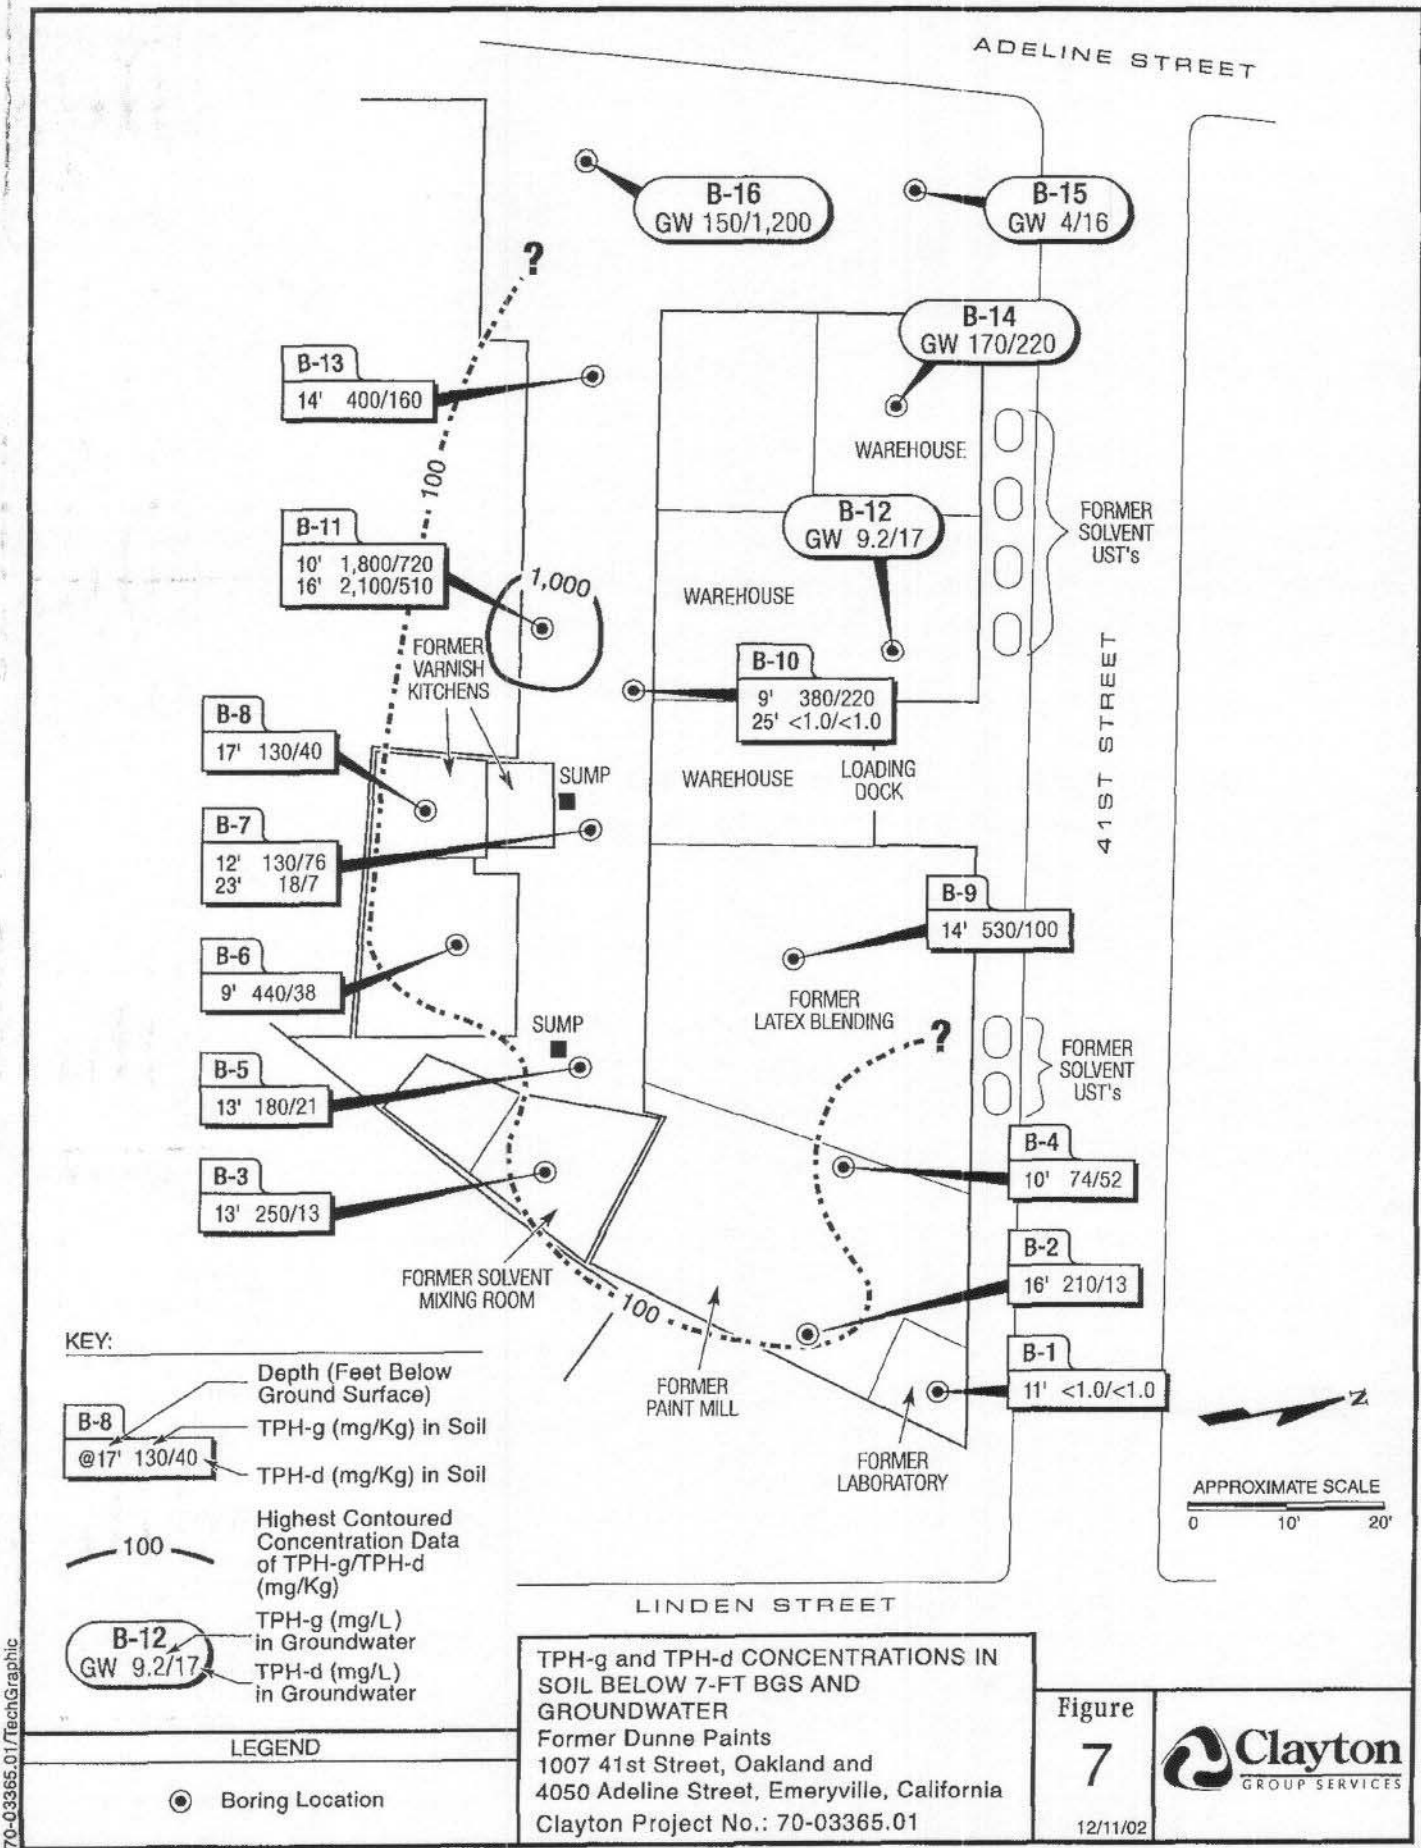 ADELINE STREET
B-16
GW 150/1,200
B-15
GW 4/16
?
B-14
GW 170/220
B-13
14' 400/160
WAREHOUSE
100
B-12
GW 9.2/17
FORMER
SOLVENT
UST's
B-11
10' 1,800/720
16' 2,100/510
1,000
WAREHOUSE
FORMER
VARNISH
KITCHENS
B-10
9' 380/220
25' <1.0/<1.0
41ST STREET
B-8
17' 130/40
SUMP
WAREHOUSE
LOADING
DOCK
B-7
12' 130/76
23' 18/7
B-9
14' 530/100
B-6
9' 440/38
FORMER
LATEX BLENDING
SUMP
?
FORMER
SOLVENT
UST's
B-5
13' 180/21
B-4
10' 74/52
B-3
13' 250/13
B-2
16' 210/13
FORMER SOLVENT
MIXING ROOM
100
B-1
11' <1.0/<1.0
FORMER
PAINT MILL
FORMER
LABORATORY
N
APPROXIMATE SCALE
0 10' 20'
KEY:
Depth (Feet Below
Ground Surface)
B-8
@17' 130/40
TPH-g (mg/Kg) in Soil
TPH-d (mg/Kg) in Soil
100
Highest Contoured
Concentration Data
of TPH-g/TPH-d
(mg/Kg)
B-12
GW 9.2/17
TPH-g (mg/L)
in Groundwater
TPH-d (mg/L)
in Groundwater
LINDEN STREET
LEGEND
Boring Location
TPH-g and TPH-d CONCENTRATIONS IN
SOIL BELOW 7-FT BGS AND
GROUNDWATER
Former Dunne Paints
1007 41st Street, Oakland and
4050 Adeline Street, Emeryville, California
Clayton Project No.: 70-03365.01
Figure
7
12/11/02
Clayton
GROUP SERVICES
70-03365.01/TechGraphic